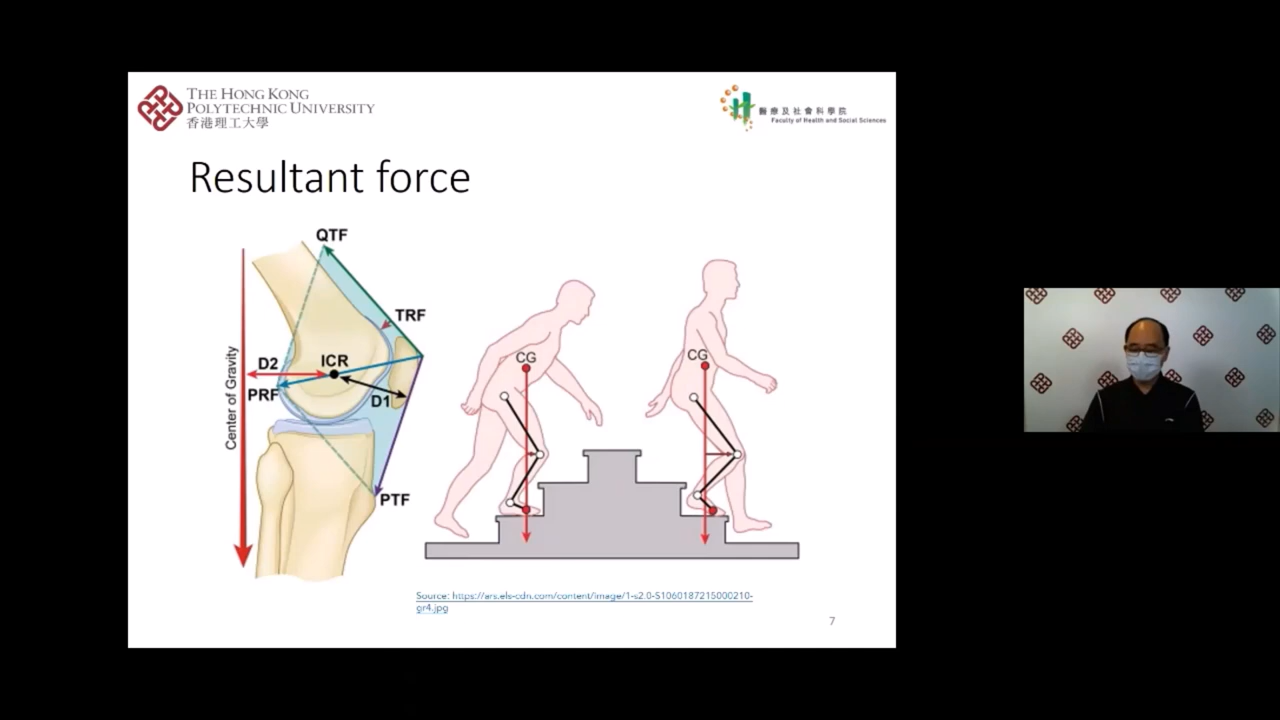 THE HONG KONG
POLYTECHNIC UNIVERSITY
香港理工大學
醫療及社會科學院
Faculty of Health and Social Sciences
Resultant force
QTF
TRF
ICR
D2
PRF
D1
PTF
Center of Gravity
CG
CG
Source: https://ars.els-cdn.com/content/image/1-s2.0-S1060187215000210-
gr4.jpg
7